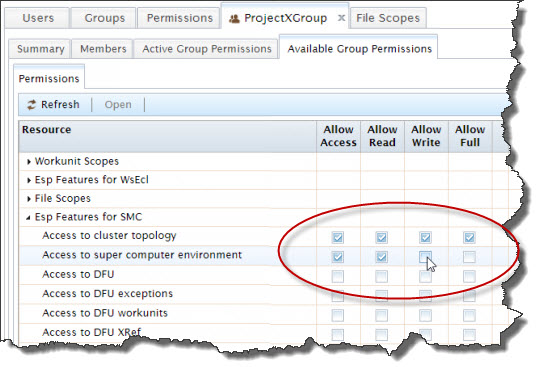 Users Groups Permissions ProjectXGroup File Scopes
Summary Members Active Group Permissions Available Group Permissions
Permissions
Refresh Open
Resource Allow Access Allow Read Allow Write Allow Full
Workunit Scopes
Esp Features for WsEcl
File Scopes
Esp Features for SMC
Access to cluster topology
Access to super computer environment
Access to DFU
Access to DFU exceptions
Access to DFU workunits
Access to DFU XRef